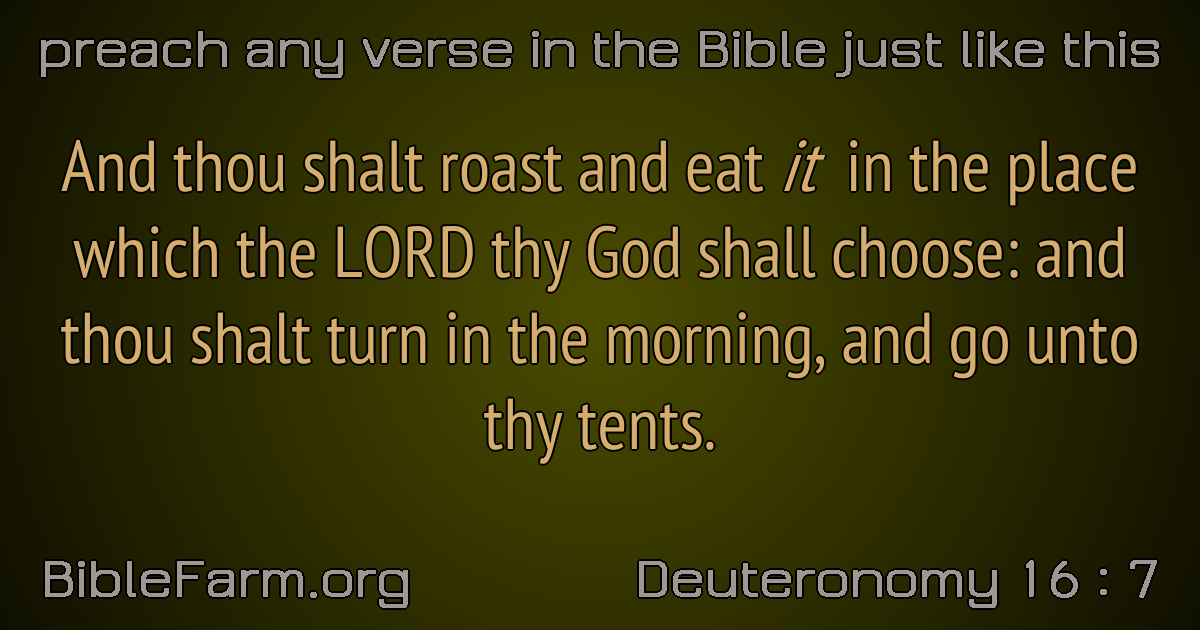 preach any verse in the Bible just like this
And thou shalt roast and eat it in the place
which the LORD thy God shall choose: and
thou shalt turn in the morning, and go unto
thy tents.
BibleFarm.org
Deuteronomy 16 : 7